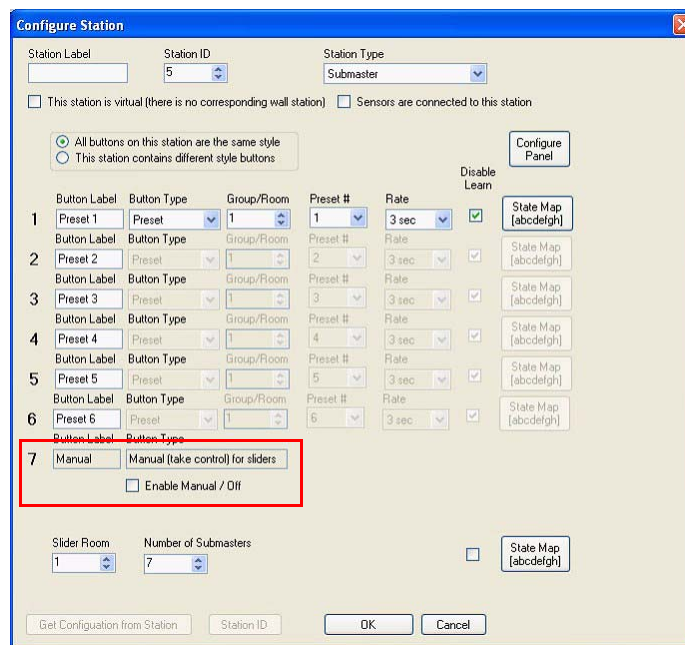 Configure Station
Station Label Station ID Station Type
5 Submaster
This station is virtual (there is no corresponding wall station) Sensors are connected to this station
All buttons on this station are the same style
This station contains different style buttons
Configure Panel
Disable Learn
Button Label Button Type Group/Room Preset # Rate
1 Preset 1 Preset 1 1 3 sec State Map [abcdefgh]
Button Label Button Type Group/Room Preset # Rate
2 Preset 2 Preset 1 2 3 sec State Map [abcdefgh]
Button Label Button Type Group/Room Preset # Rate
3 Preset 3 Preset 1 3 3 sec State Map [abcdefgh]
Button Label Button Type Group/Room Preset # Rate
4 Preset 4 Preset 1 4 3 sec State Map [abcdefgh]
Button Label Button Type Group/Room Preset # Rate
5 Preset 5 Preset 1 5 3 sec State Map [abcdefgh]
Button Label Button Type Group/Room Preset # Rate
6 Preset 6 Preset 1 6 3 sec State Map [abcdefgh]
Button Label Button Type
7 Manual Manual (take control) for sliders
Enable Manual / Off
Slider Room Number of Submasters
1 7 State Map [abcdefgh]
Get Configuation from Station Station ID OK Cancel